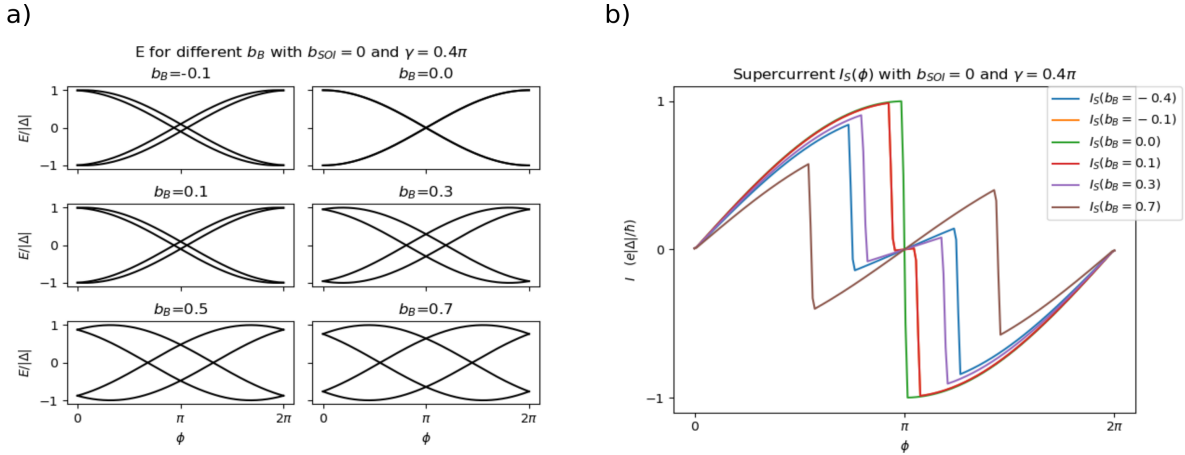 a)
E for different b_B with b_SOI = 0 and γ = 0.4π
b_B=-0.1
b_B=0.0
1
0
−1
E/|Δ|
b_B=0.1
b_B=0.3
1
0
−1
E/|Δ|
b_B=0.5
b_B=0.7
1
0
−1
E/|Δ|
0
π
2π
0
π
2π
ϕ
ϕ
b)
Supercurrent I_S(ϕ) with b_SOI = 0 and γ = 0.4π
1
0
−1
I (e|Δ|/ħ)
I_S(b_B = − 0.4)
I_S(b_B = − 0.1)
I_S(b_B = 0.0)
I_S(b_B = 0.1)
I_S(b_B = 0.3)
I_S(b_B = 0.7)
0
π
2π
ϕ